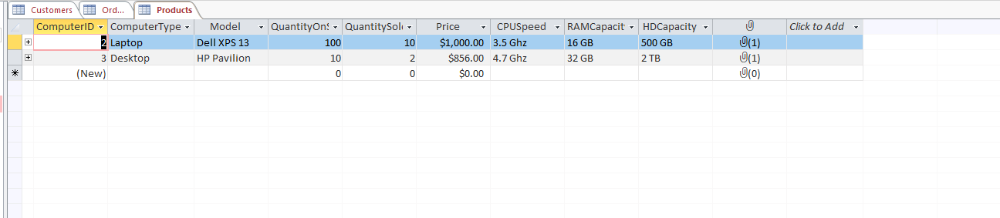 Customers Ord... Products
ComputerID ComputerType Model QuantityOnS QuantitySol Price CPUSpeed RAMCapacit HDCapacity Click to Add
2 Laptop Dell XPS 13 100 10 $1,000.00 3.5 Ghz 16 GB 500 GB (1)
3 Desktop HP Pavilion 10 2 $856.00 4.7 Ghz 32 GB 2 TB (1)
(New) 0 0 $0.00 (0)